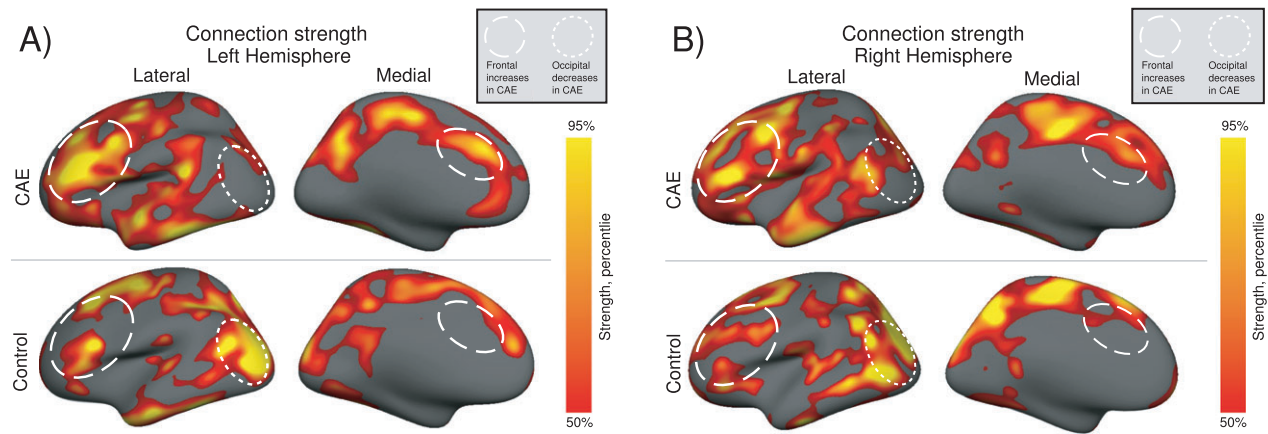 A)
Connection strength
Left Hemisphere
Lateral
Medial
Frontal
increases
in CAE
Occipital
decreases
in CAE
CAE
Control
95%
Strength, percentlie
50%
B)
Connection strength
Right Hemisphere
Lateral
Medial
Frontal
increases
in CAE
Occipital
decreases
in CAE
CAE
Control
95%
Strength, percentile
50%